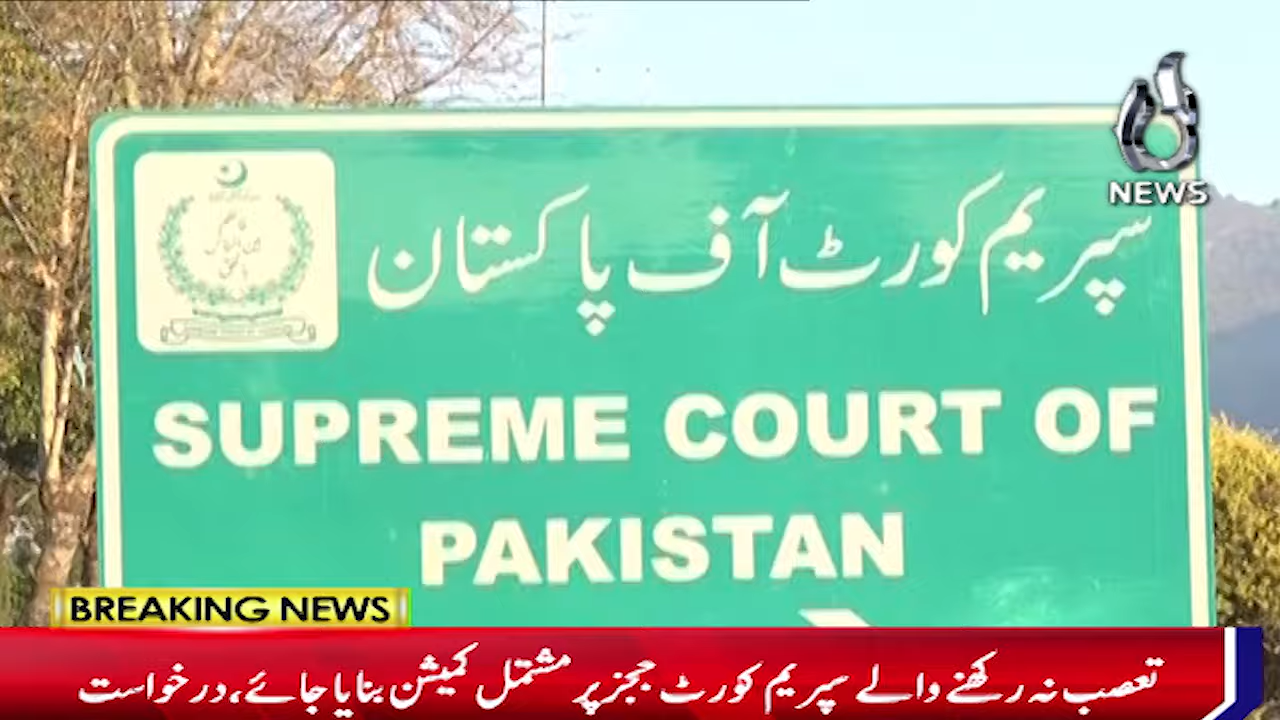 سپریم کورٹ آف پاکستان
SUPREME COURT OF
PAKISTAN
NEWS
BREAKING NEWS
تعصب نہ رکھنے والے سپریم کورٹ ججز پر مشتمل کمیشن بنایا جائے، درخواست